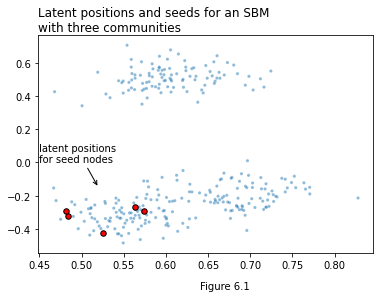 Latent positions and seeds for an SBM
with three communities
0.6
0.4
0.2
0.0
−0.2
−0.4
latent positions
for seed nodes
0.45 0.50 0.55 0.60 0.65 0.70 0.75 0.80
Figure 6.1